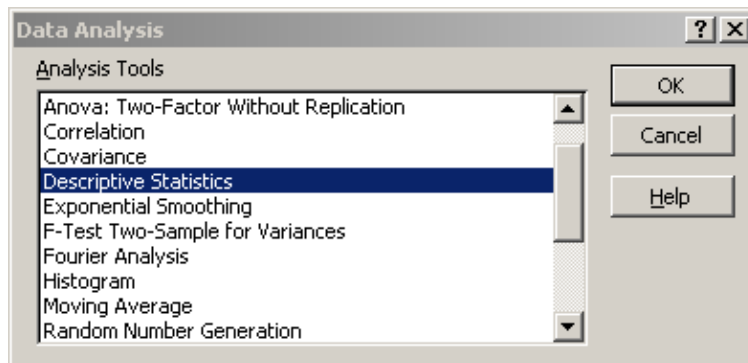 Data Analysis
Analysis Tools
Anova: Two-Factor Without Replication
Correlation
Covariance
Descriptive Statistics
Exponential Smoothing
F-Test Two-Sample for Variances
Fourier Analysis
Histogram
Moving Average
Random Number Generation
OK
Cancel
Help